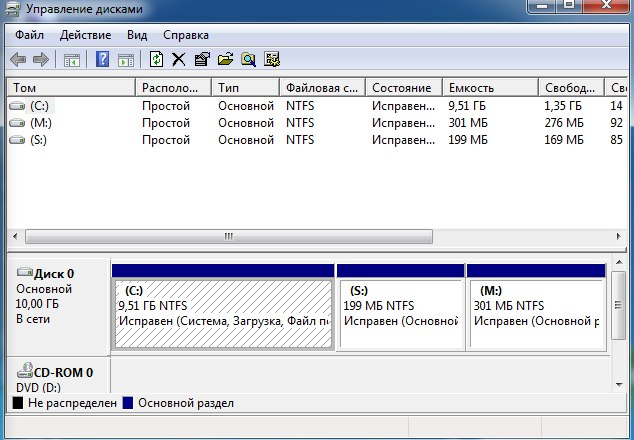 Управление дисками
Файл Действие Вид Справка
Том Располо... Тип Файловая с... Состояние Емкость Свобод... Сво
(C:) Простой Основной NTFS Исправен... 9,51 ГБ 1,35 ГБ 14
(M:) Простой Основной NTFS Исправен... 301 МБ 276 МБ 92
(S:) Простой Основной NTFS Исправен... 199 МБ 169 МБ 85
Диск 0
Основной
10,00 ГБ
В сети
(C:)
9,51 ГБ NTFS
Исправен (Система, Загрузка, Файл по
(S:)
199 МБ NTFS
Исправен (Основной
(M:)
301 МБ NTFS
Исправен (Основной р
CD-ROM 0
DVD (D:)
Не распределен Основной раздел